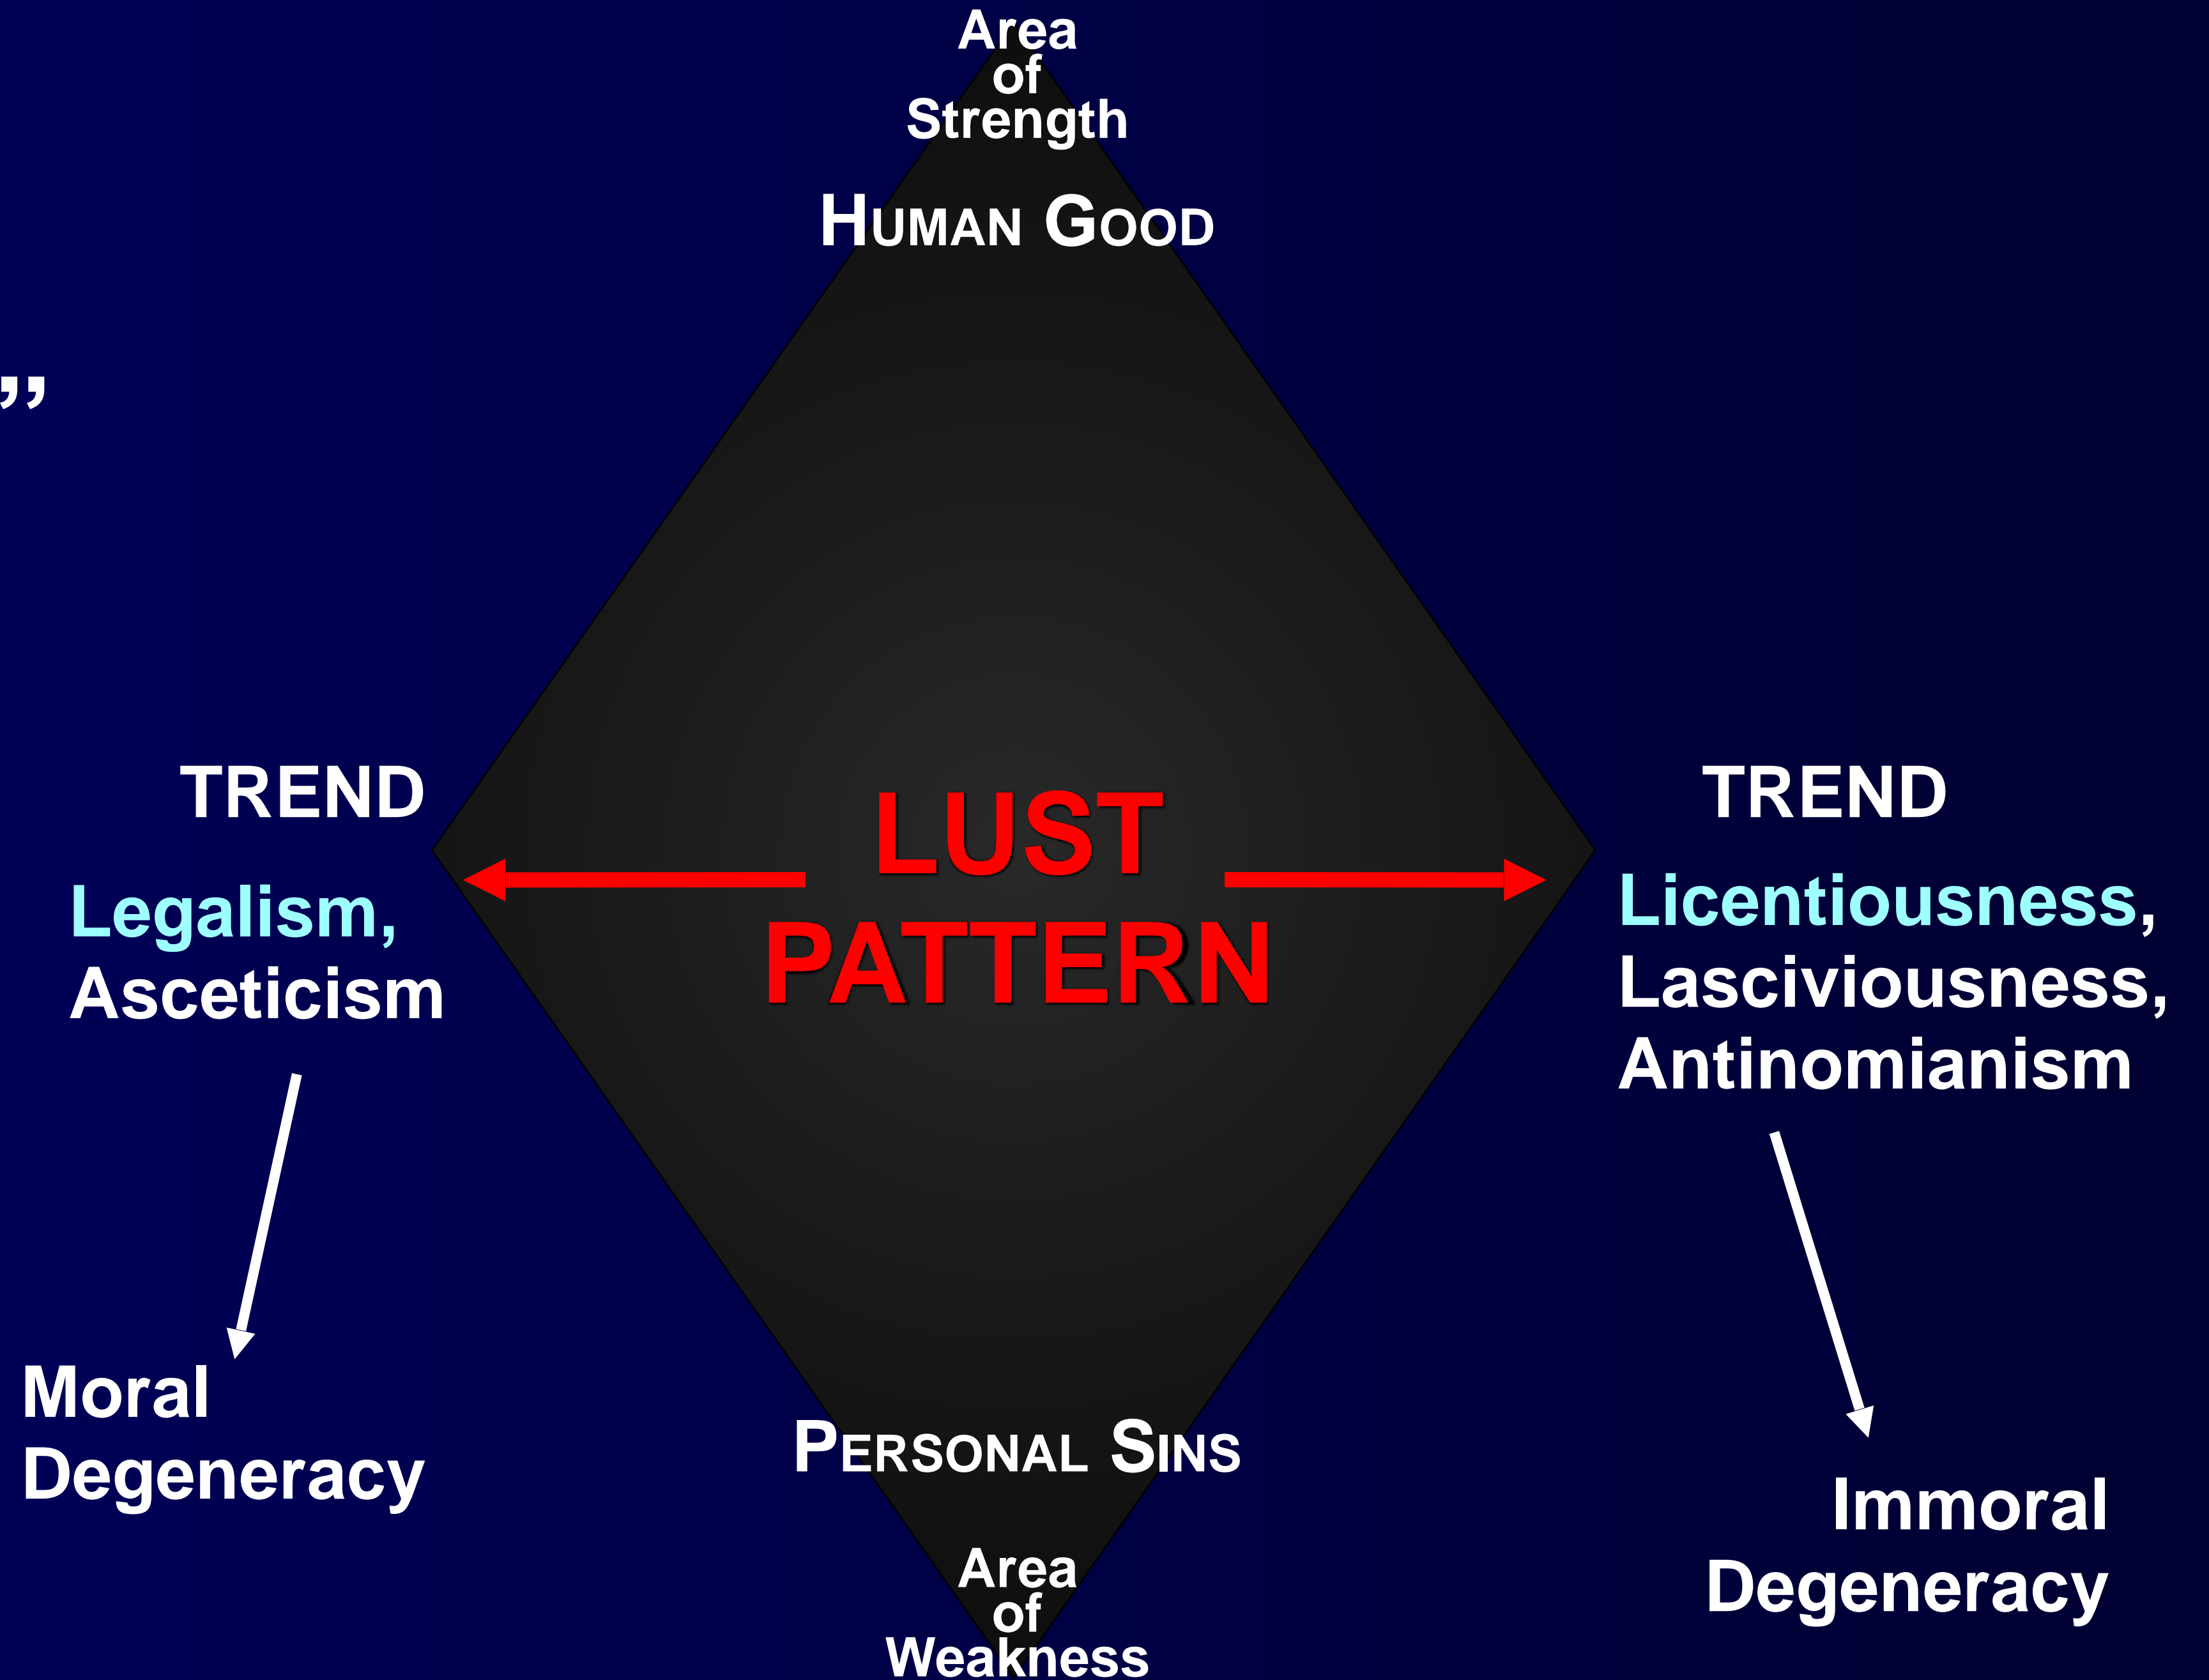 Area
of
Strength
HUMAN GOOD
”
TREND
Legalism,
Asceticism
LUST
PATTERN
TREND
Licentiousness,
Lasciviousness,
Antinomianism
Moral
Degeneracy
PERSONAL SINS
Immoral
Degeneracy
Area
of
Weakness